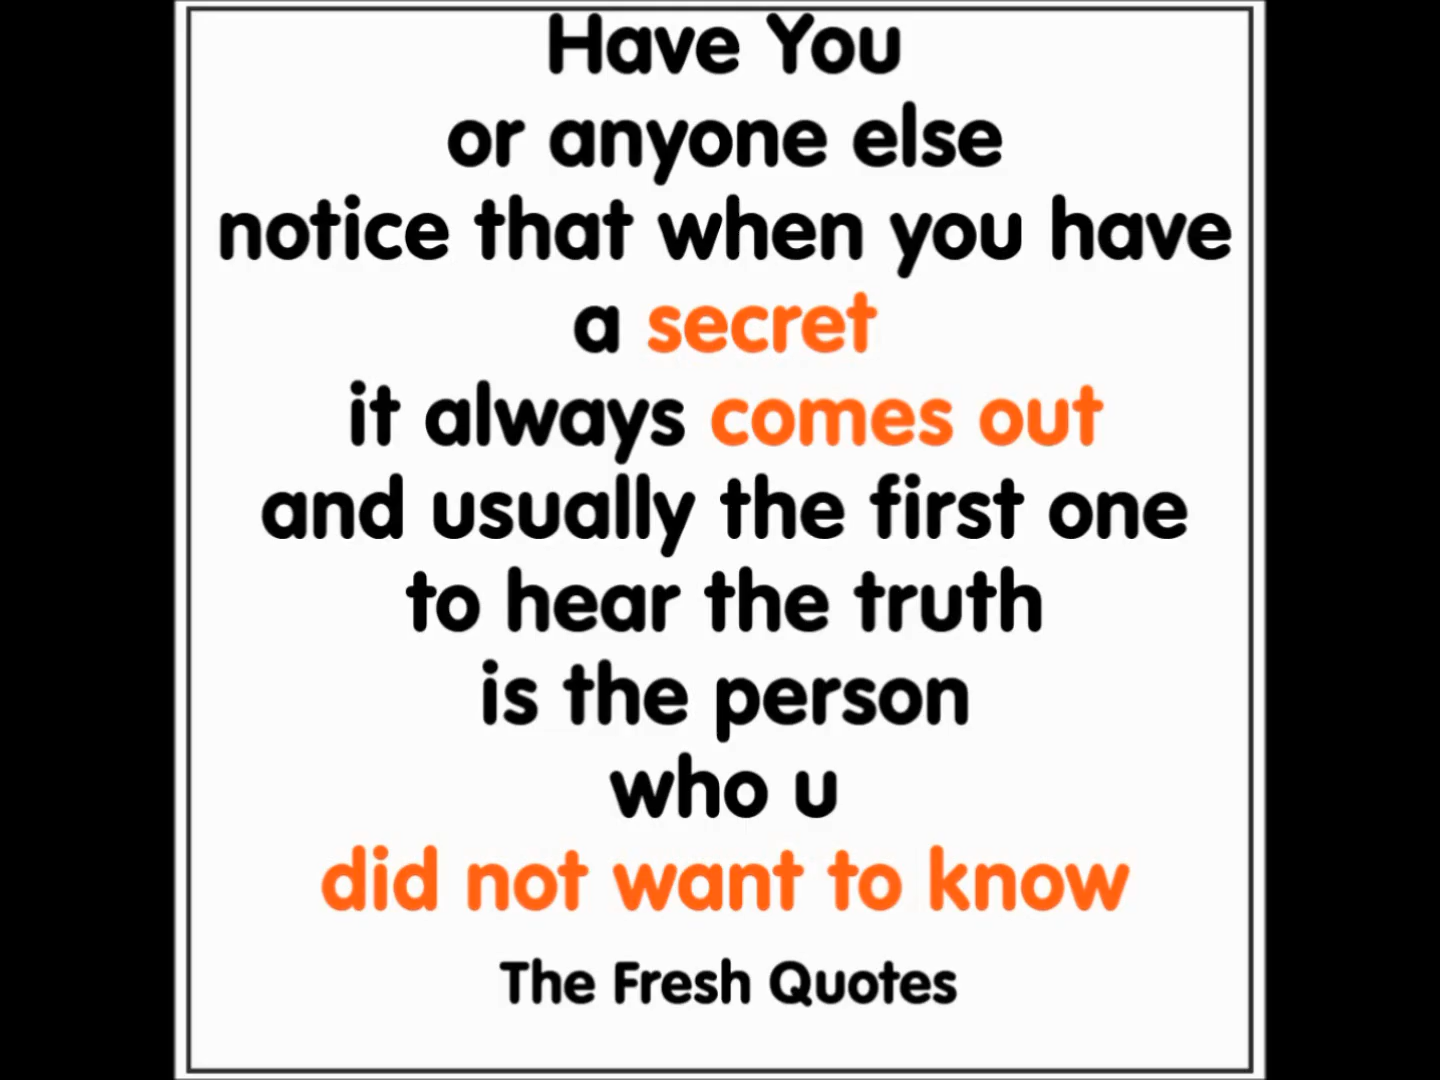 Have You
or anyone else
notice that when you have
a secret
it always comes out
and usually the first one
to hear the truth
is the person
who u
did not want to know
The Fresh Quotes